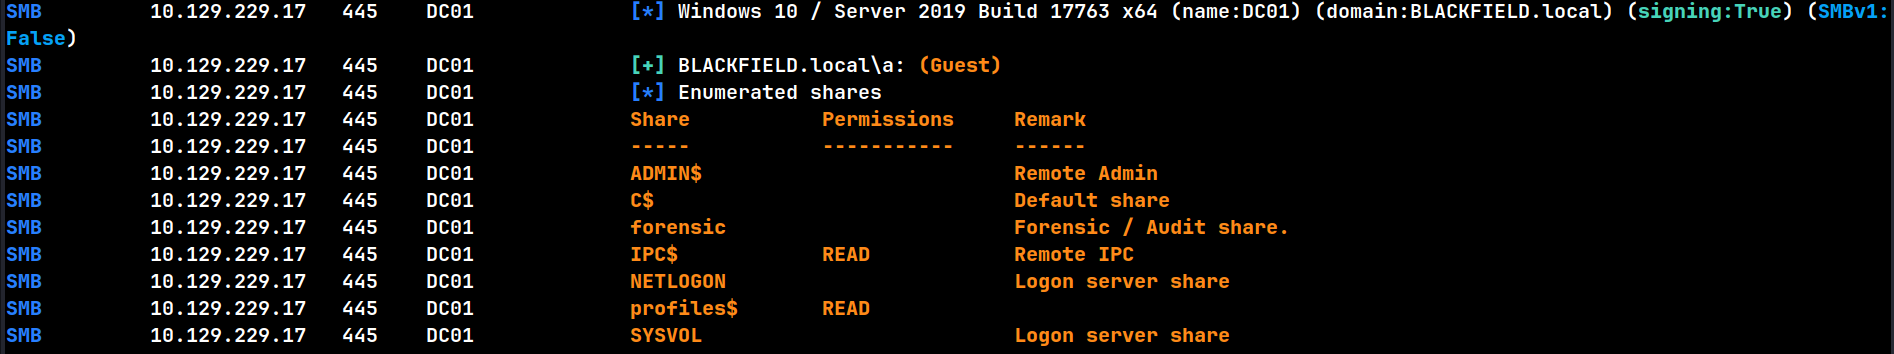 SMB 10.129.229.17 445 DC01 [*] Windows 10 / Server 2019 Build 17763 x64 (name:DC01) (domain:BLACKFIELD.local) (signing:True) (SMBv1:
False)
SMB 10.129.229.17 445 DC01 [+] BLACKFIELD.local\a: (Guest)
SMB 10.129.229.17 445 DC01 [*] Enumerated shares
SMB 10.129.229.17 445 DC01 Share Permissions Remark
SMB 10.129.229.17 445 DC01 ----- ----------- ------
SMB 10.129.229.17 445 DC01 ADMIN$ Remote Admin
SMB 10.129.229.17 445 DC01 C$ Default share
SMB 10.129.229.17 445 DC01 forensic Forensic / Audit share.
SMB 10.129.229.17 445 DC01 IPC$ READ Remote IPC
SMB 10.129.229.17 445 DC01 NETLOGON Logon server share
SMB 10.129.229.17 445 DC01 profiles$ READ
SMB 10.129.229.17 445 DC01 SYSVOL Logon server share